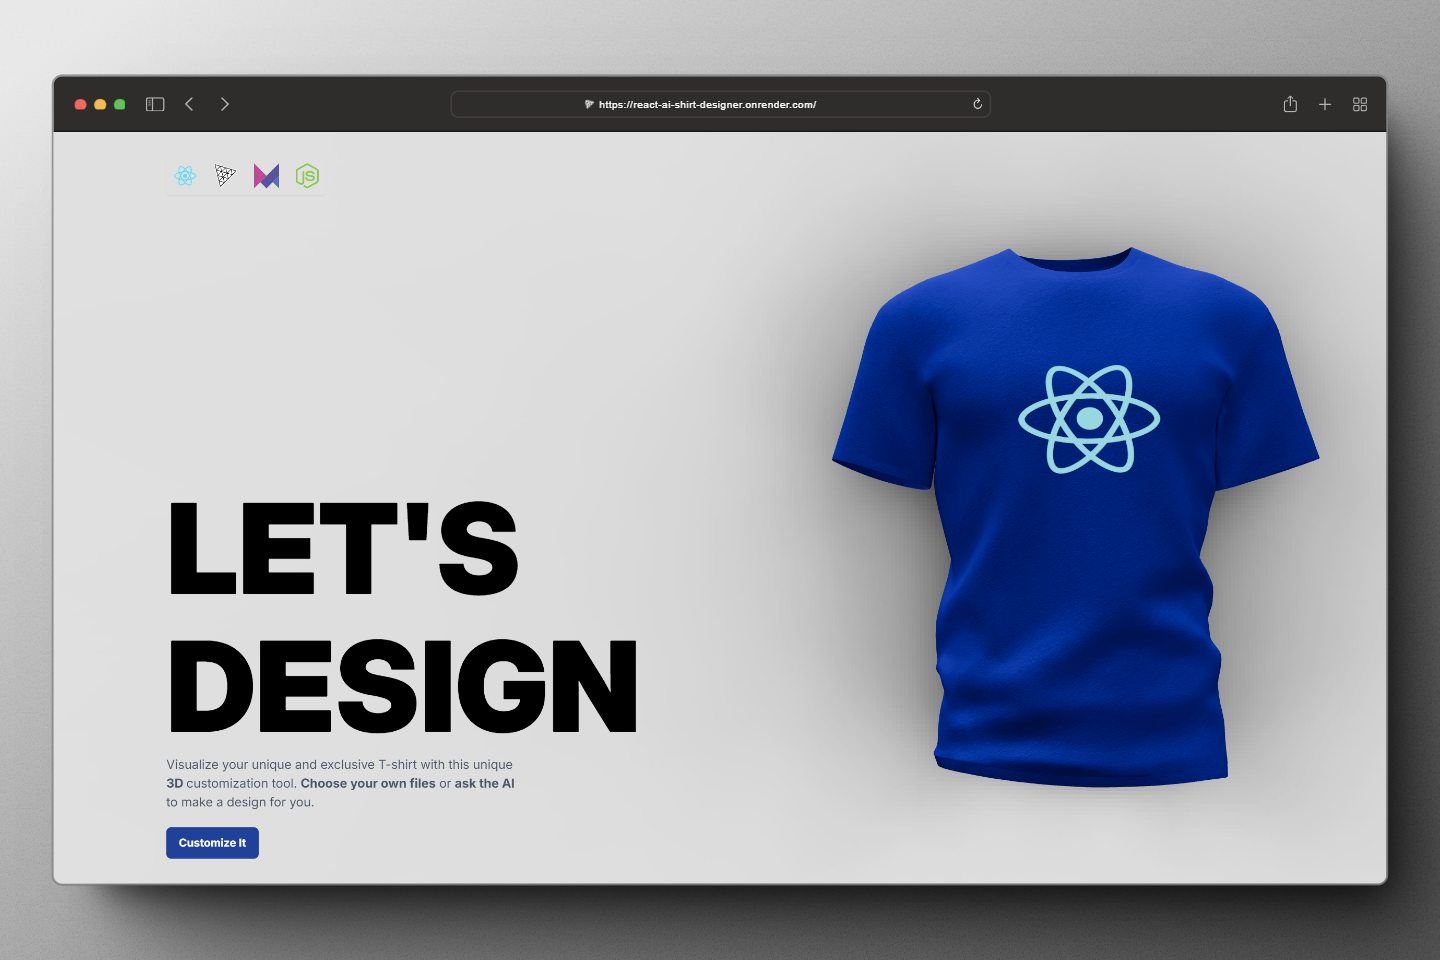 https://react-ai-shirt-designer.onrender.com/
JS
LET'S
DESIGN
Visualize your unique and exclusive T-shirt with this unique
3D customization tool. Choose your own files or ask the AI
to make a design for you.
Customize It